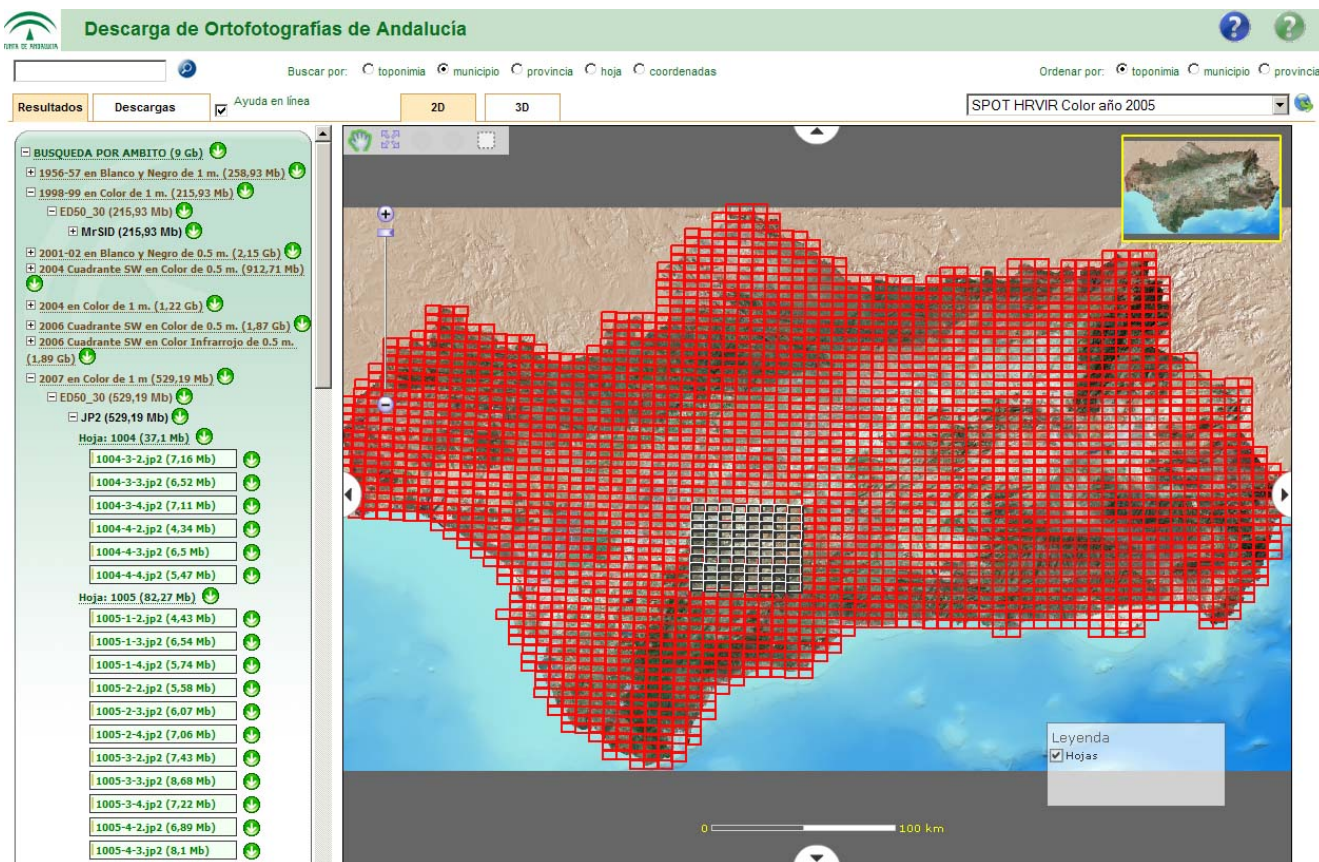 Descarga de Ortofotografías de Andalucía
JUNTA DE ANDALUCIA
Buscar por: toponimia municipio provincia hoja coordenadas
Ordenar por: toponimia municipio provincia
Resultados Descargas Ayuda en línea 2D 3D
SPOT HRVIR Color año 2005
BUSQUEDA POR AMBITO (9 Gb)
1956-57 en Blanco y Negro de 1 m. (258,93 Mb)
1998-99 en Color de 1 m. (215,93 Mb)
ED50_30 (215,93 Mb)
MrSID (215,93 Mb)
2001-02 en Blanco y Negro de 0.5 m. (2,15 Gb)
2004 Cuadrante SW en Color de 0.5 m. (912,71 Mb)
2004 en Color de 1 m. (1,22 Gb)
2006 Cuadrante SW en Color de 0.5 m. (1,87 Gb)
2006 Cuadrante SW en Color Infrarrojo de 0.5 m.
(1,89 Gb)
2007 en Color de 1 m (529,19 Mb)
ED50_30 (529,19 Mb)
JP2 (529,19 Mb)
Hoja: 1004 (37,1 Mb)
1004-3-2.jp2 (7,16 Mb)
1004-3-3.jp2 (6,52 Mb)
1004-3-4.jp2 (7,11 Mb)
1004-4-2.jp2 (4,34 Mb)
1004-4-3.jp2 (6,5 Mb)
1004-4-4.jp2 (5,47 Mb)
Hoja: 1005 (82,27 Mb)
1005-1-2.jp2 (4,43 Mb)
1005-1-3.jp2 (6,54 Mb)
1005-1-4.jp2 (5,74 Mb)
1005-2-2.jp2 (5,58 Mb)
1005-2-3.jp2 (6,07 Mb)
1005-2-4.jp2 (7,06 Mb)
1005-3-2.jp2 (7,43 Mb)
1005-3-3.jp2 (8,68 Mb)
1005-3-4.jp2 (7,22 Mb)
1005-4-2.jp2 (6,89 Mb)
1005-4-3.jp2 (8,1 Mb)
Leyenda
Hojas
0 100 km